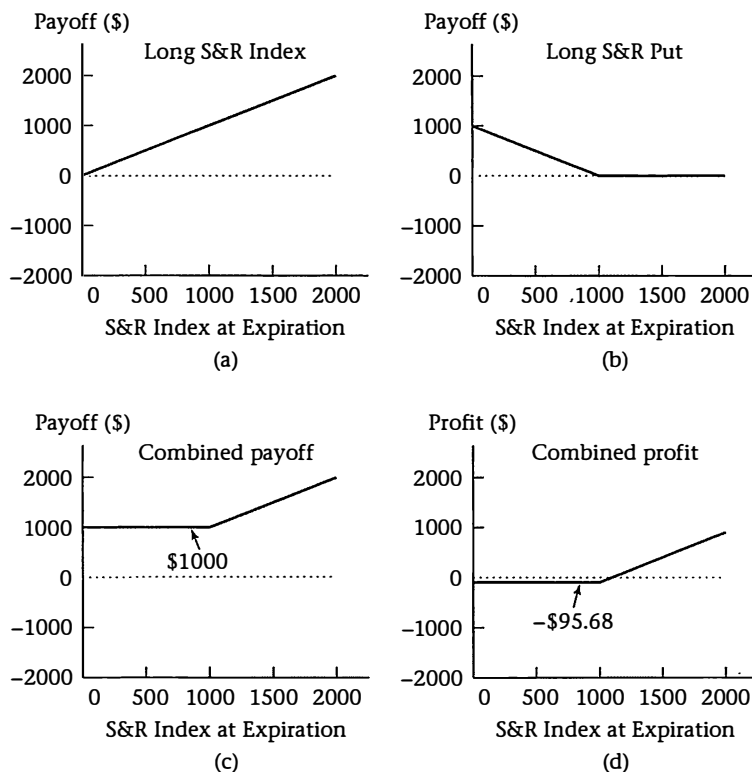 Payoff ($)
Long S&R Index
2000
1000
0
−1000
−2000
0 500 1000 1500 2000
S&R Index at Expiration
(a)
Payoff ($)
Long S&R Put
2000
1000
0
−1000
−2000
0 500 1000 1500 2000
S&R Index at Expiration
(b)
Payoff ($)
Combined payoff
2000
1000
$1000
0
−1000
−2000
0 500 1000 1500 2000
S&R Index at Expiration
(c)
Profit ($)
Combined profit
2000
1000
0
−$95.68
−1000
−2000
0 500 1000 1500 2000
S&R Index at Expiration
(d)